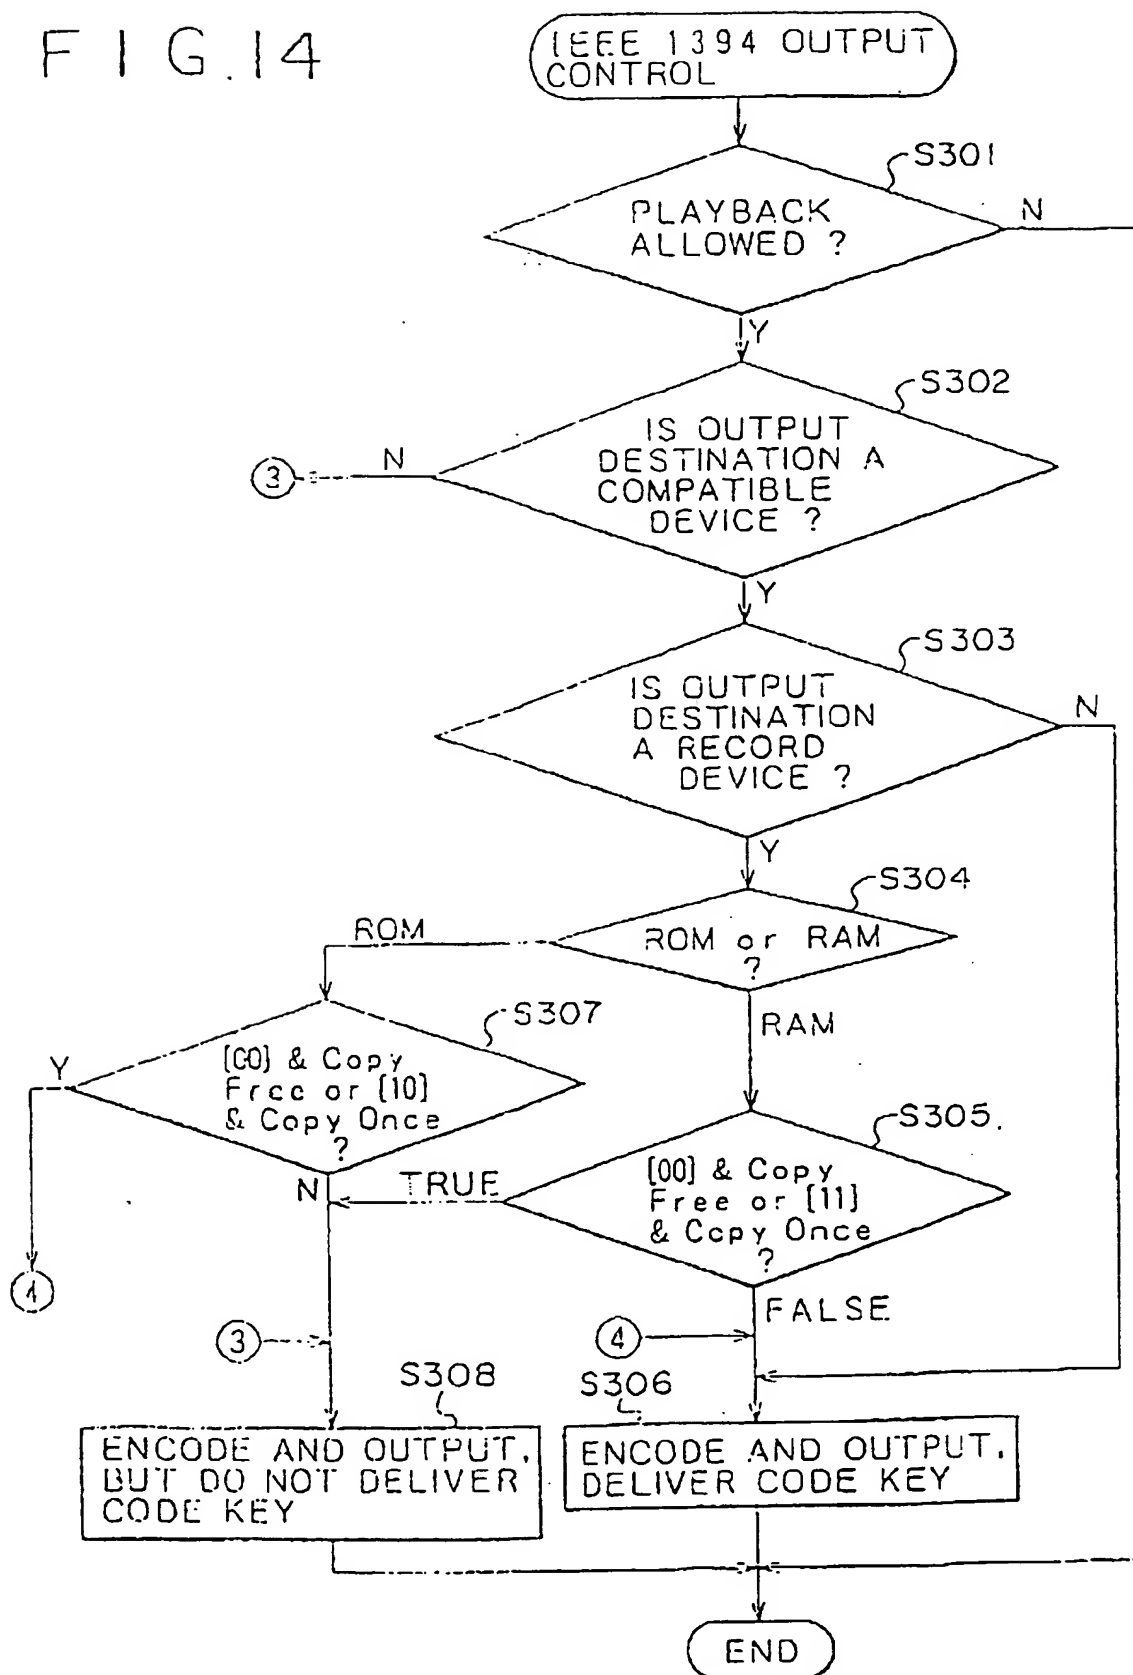 FIG.14
IEEE 1394 OUTPUT
CONTROL
S301
PLAYBACK
ALLOWED ?
N
Y
S302
IS OUTPUT
DESTINATION A
COMPATIBLE
DEVICE ?
N
3
Y
S303
IS OUTPUT
DESTINATION
A RECORD
DEVICE ?
N
Y
S304
ROM or RAM
?
ROM
RAM
S307
[00] & Copy
Free or [10]
& Copy Once
?
Y
N
S305.
[00] & Copy
Free or [11]
& Copy Once
?
TRUE
FALSE
4
3
4
S308
ENCODE AND OUTPUT,
BUT DO NOT DELIVER
CODE KEY
S306
ENCODE AND OUTPUT,
DELIVER CODE KEY
END